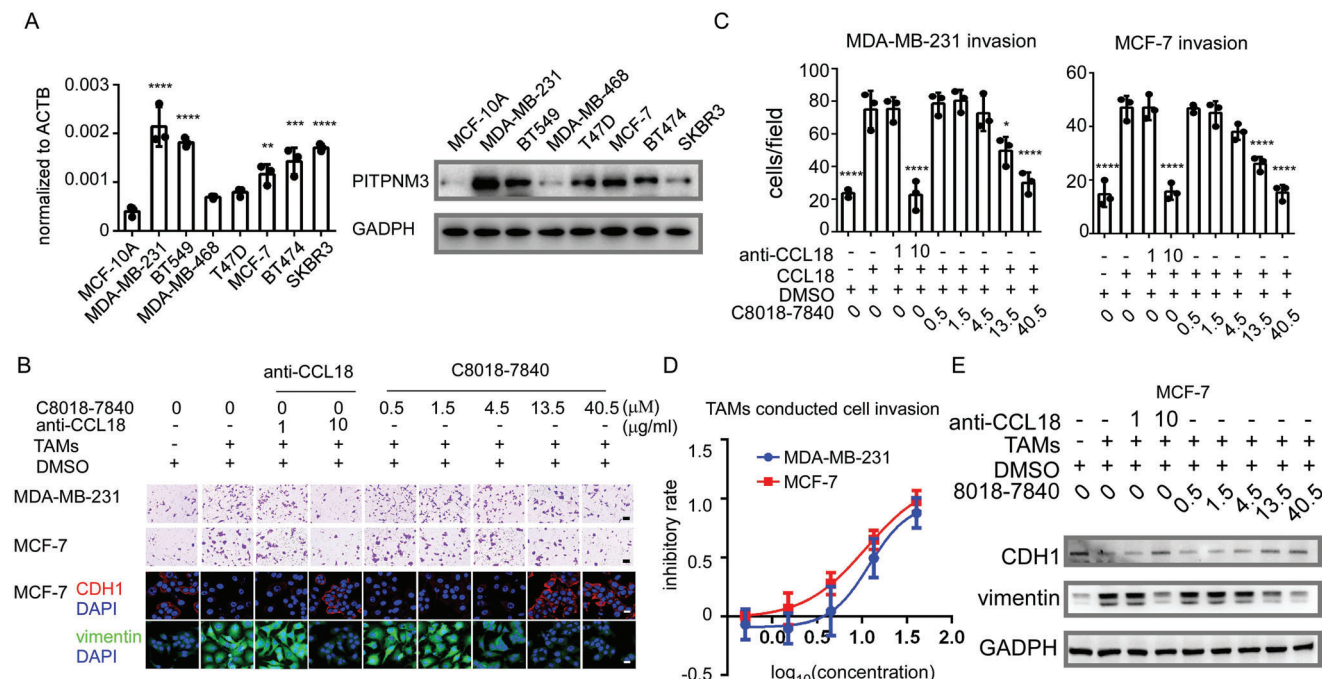 A
normalized to ACTB
0.003
0.002
0.001
0
****
****
**
***
****
MCF-10A
MDA-MB-231
BT549
MDA-MB-468
T47D
MCF-7
BT474
SKBR3
MCF-10A
MDA-MB-231
BT549
MDA-MB-468
T47D
MCF-7
BT474
SKBR3
PITPNM3
GADPH
C
MDA-MB-231 invasion
cells/field
100
80
60
40
20
0
****
****
*
****
MCF-7 invasion
60
40
20
0
****
****
****
****
anti-CCL18 - - 1 10 - - - - -
CCL18 - + + + + + + + +
DMSO + + + + + + + + +
C8018-7840 0 0 0 0 0.5 1.5 4.5 13.5 40.5
- - 1 10 - - - - -
- + + + + + + + +
+ + + + + + + + +
0 0 0 0 0.5 1.5 4.5 13.5 40.5
B
anti-CCL18 C8018-7840
C8018-7840 0 0 0 0 0.5 1.5 4.5 13.5 40.5 (μM)
anti-CCL18 - - 1 10 - - - - - (μg/ml)
TAMs - + + + + + + + +
DMSO + + + + + + + + +
MDA-MB-231
MCF-7
MCF-7 CDH1
DAPI
vimentin
DAPI
D
TAMs conducted cell invasion
MDA-MB-231
MCF-7
inhibitory rate
1.0
0.5
0
-0.5
0.0 0.5 1.0 1.5 2.0
log10(concentration)
E
MCF-7
anti-CCL18 - - 1 10 - - - - -
TAMs - + + + + + + + +
DMSO + + + + + + + + +
8018-7840 0 0 0 0 0.5 1.5 4.5 13.5 40.5
CDH1
vimentin
GADPH